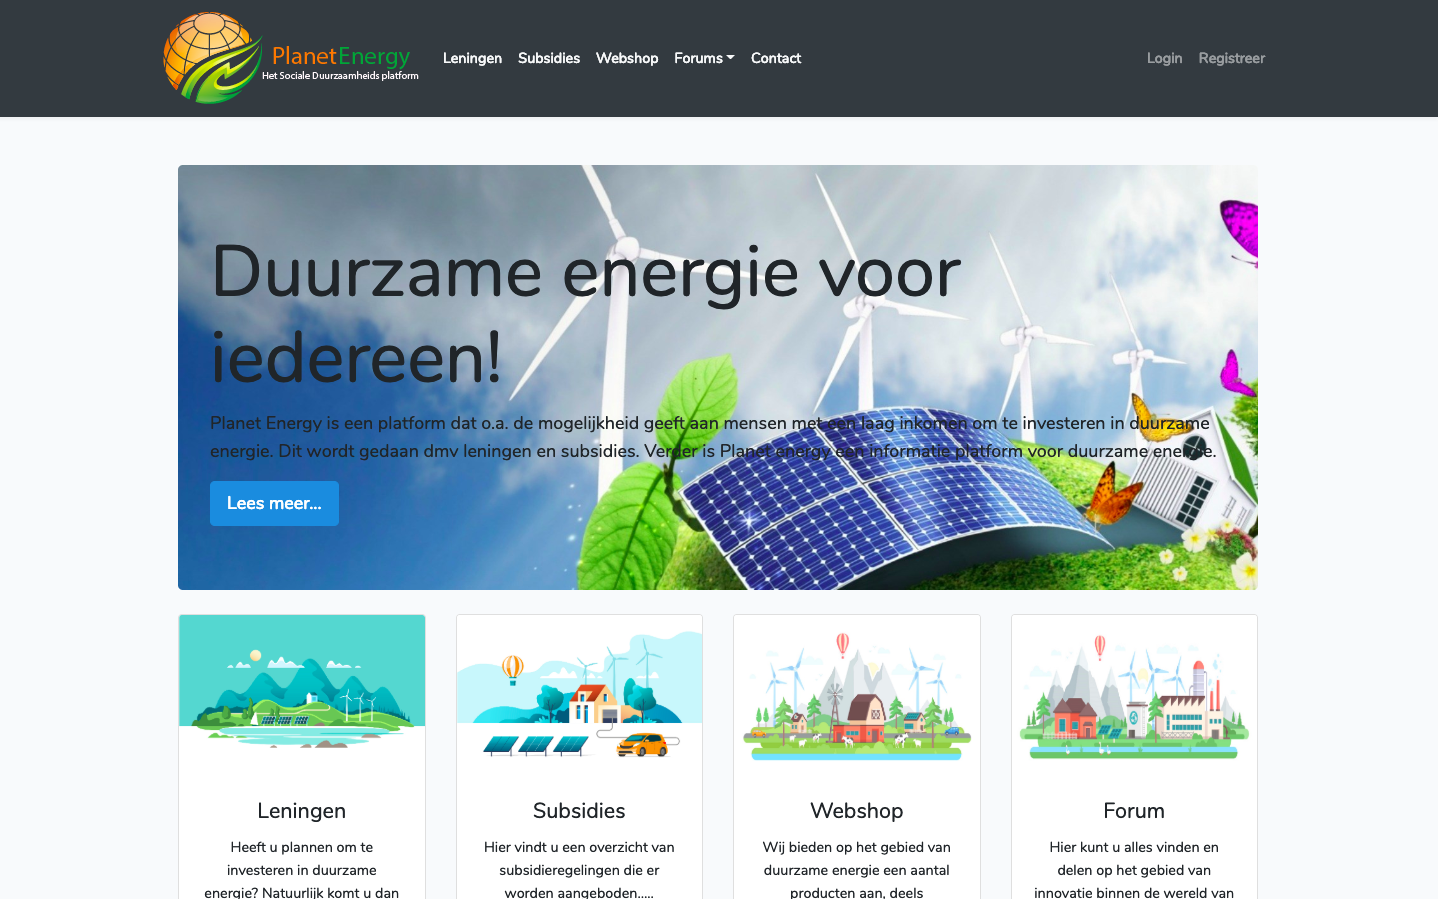 PlanetEnergy
Het Sociale Duurzaamheids platform
Leningen Subsidies Webshop Forums Contact
Login Registreer
Duurzame energie voor
iedereen!
Planet Energy is een platform dat o.a. de mogelijkheid geeft aan mensen met een laag inkomen om te investeren in duurzame
energie. Dit wordt gedaan dmv leningen en subsidies. Verder is Planet energy een informatie platform voor duurzame energie.
Lees meer...
Leningen
Heeft u plannen om te
investeren in duurzame
energie? Natuurlijk komt u dan
Subsidies
Hier vindt u een overzicht van
subsidieregelingen die er
worden aangeboden.....
Webshop
Wij bieden op het gebied van
duurzame energie een aantal
producten aan, deels
Forum
Hier kunt u alles vinden en
delen op het gebied van
innovatie binnen de wereld van